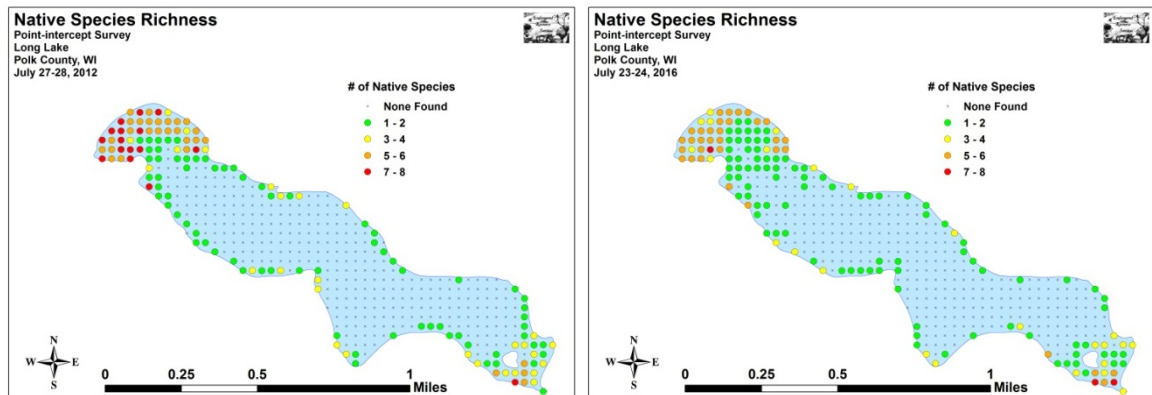 Native Species Richness
Point-intercept Survey
Long Lake
Polk County, WI
July 27-28, 2012
# of Native Species
None Found
1 - 2
3 - 4
5 - 6
7 - 8
N
W E
S
0 0.25 0.5 1
Miles
Native Species Richness
Point-intercept Survey
Long Lake
Polk County, WI
July 23-24, 2016
# of Native Species
None Found
1 - 2
3 - 4
5 - 6
7 - 8
N
W E
S
0 0.25 0.5 1
Miles